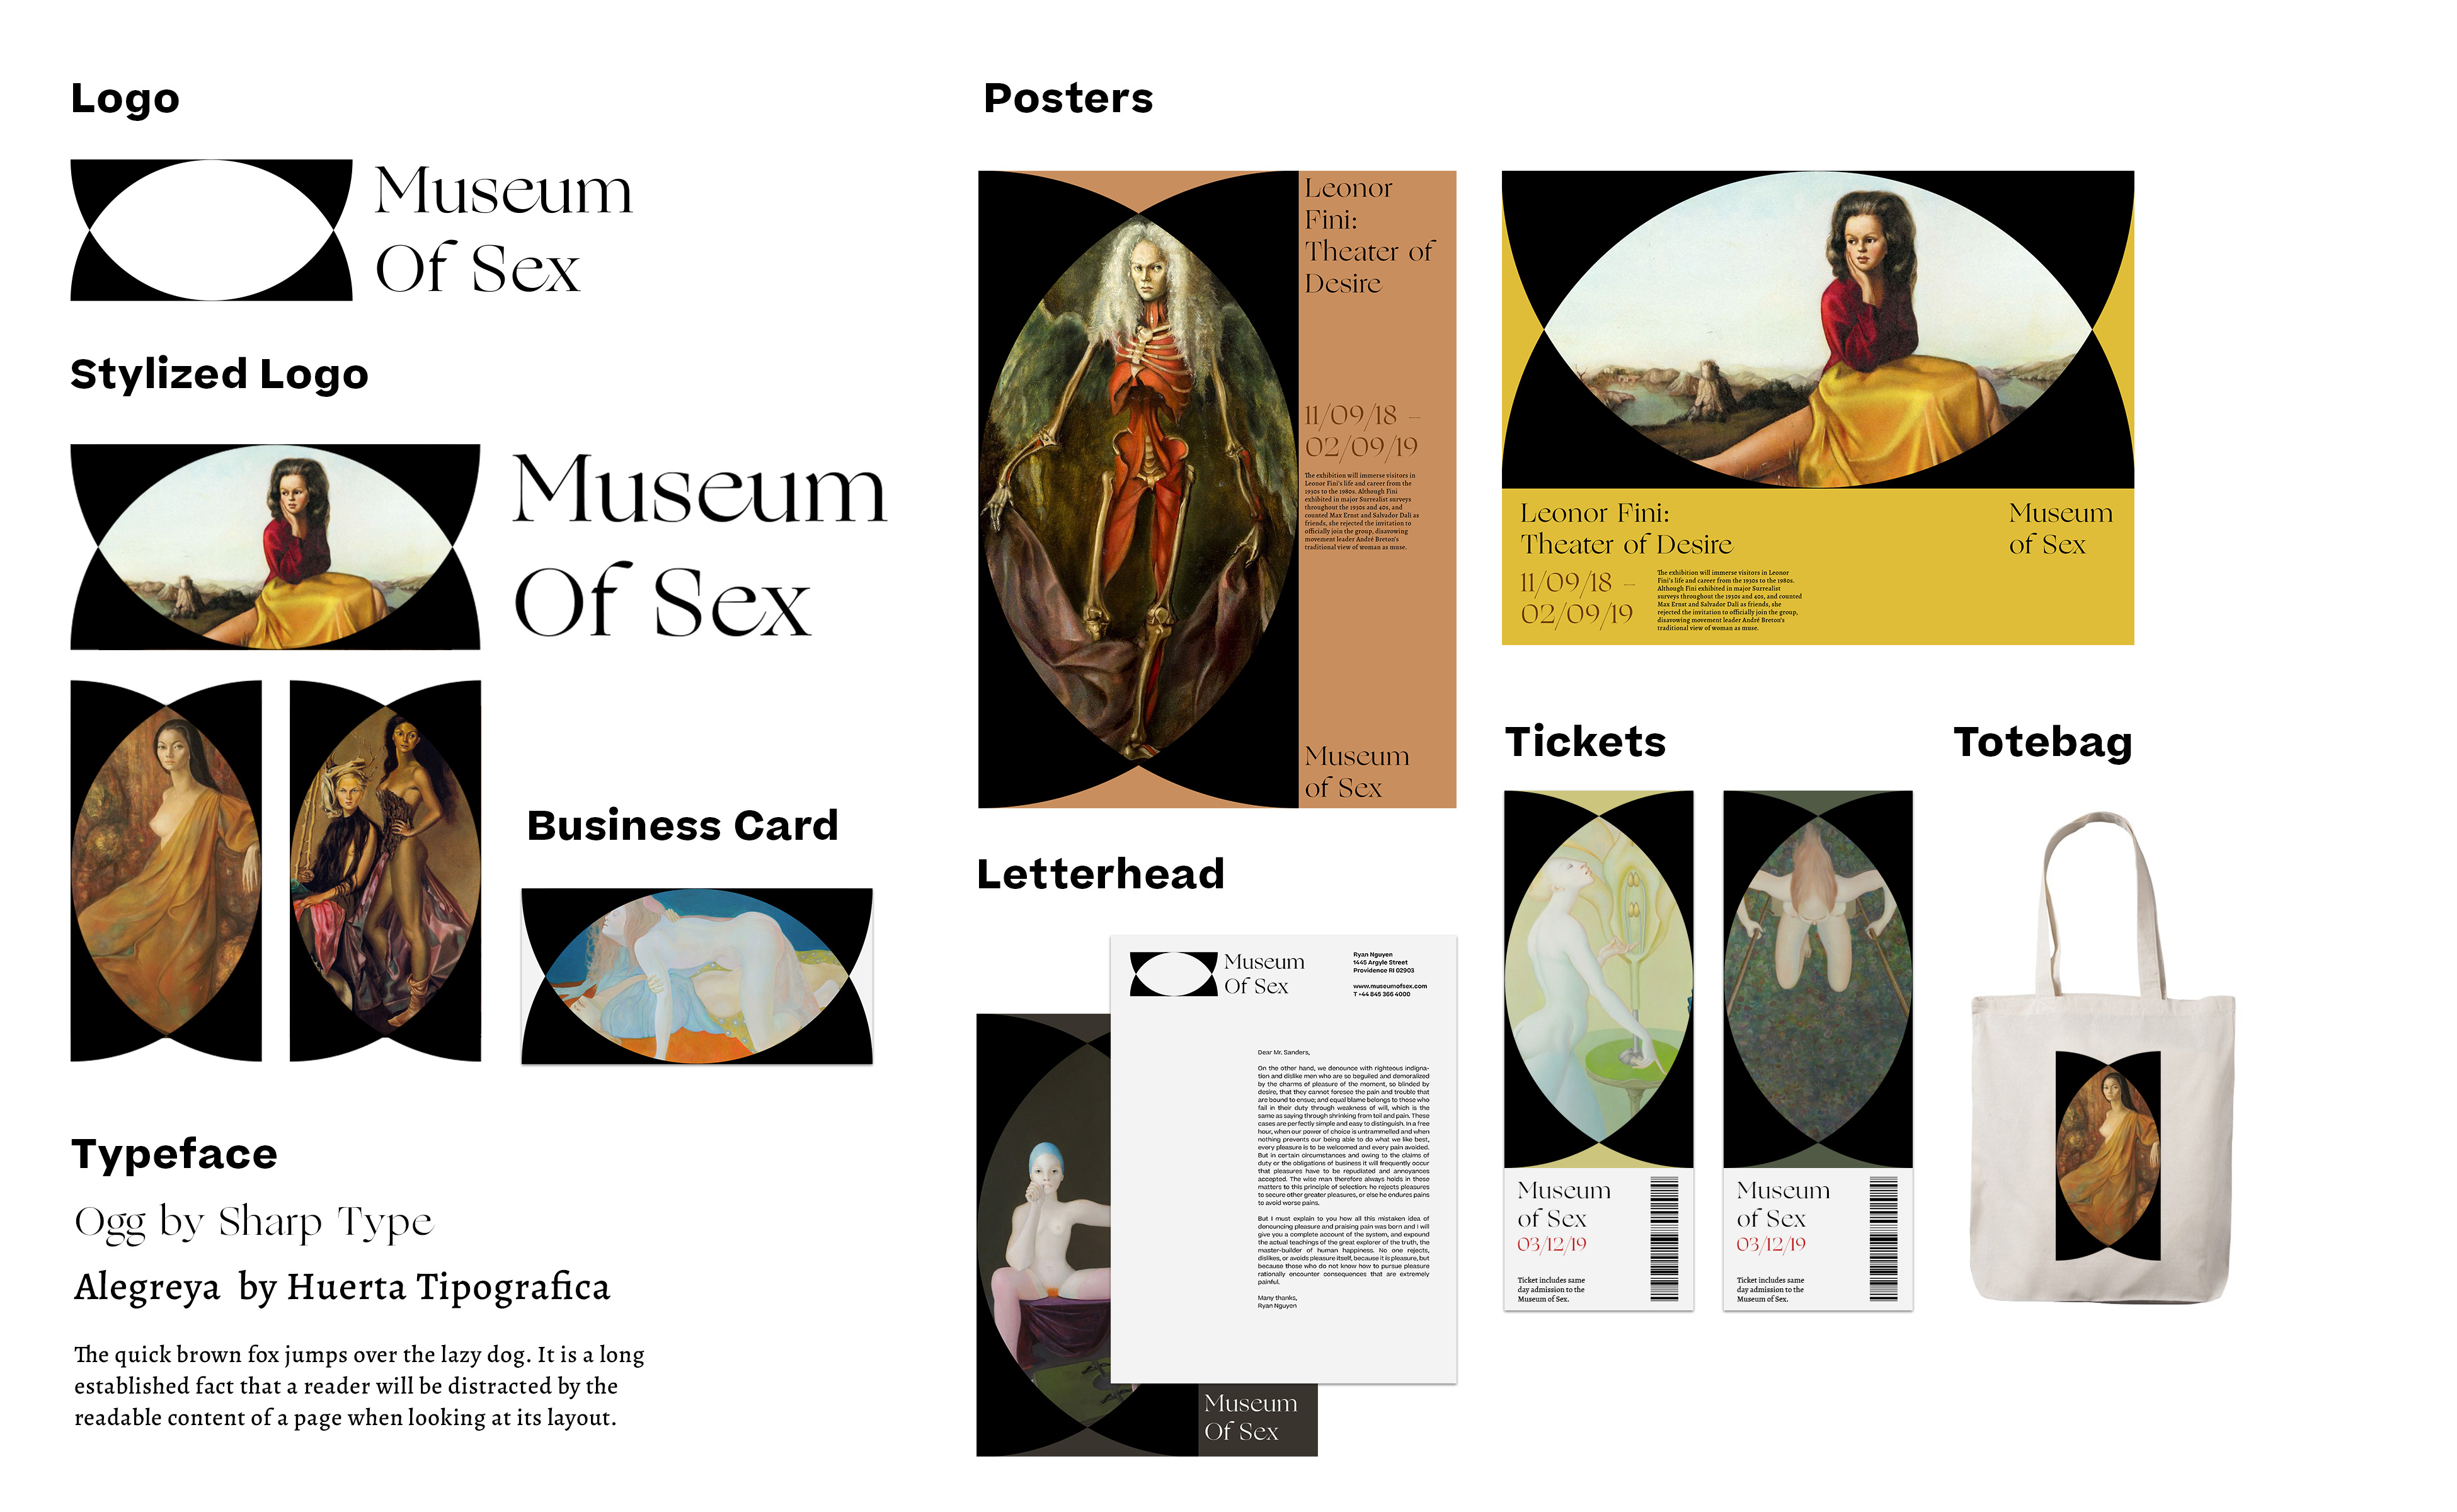 Logo
Museum
Of Sex
Stylized Logo
Museum
Of Sex
Business Card
Typeface
Ogg by Sharp Type
Alegreya by Huerta Tipografica
The quick brown fox jumps over the lazy dog. It is a long
established fact that a reader will be distracted by the
readable content of a page when looking at its layout.
Posters
Leonor
Fini:
Theater of
Desire
11/09/18 –
02/09/19
The exhibition will immerse visitors in
Leonor Fini's life and career from the
1930s to the 1980s. Although Fini
exhibited in major Surrealist surveys
throughout the 1930s and 40s, and
counted Max Ernst and Salvador Dalí as
friends, she rejected the invitation to
officially join the group, disavowing
movement leader André Breton's
traditional view of woman as muse.
Museum
of Sex
Leonor Fini:
Theater of Desire
11/09/18 –
02/09/19
The exhibition will immerse visitors in Leonor
Fini's life and career from the 1930s to the 1980s.
Although Fini exhibited in major Surrealist
surveys throughout the 1930s and 40s, and counted
Max Ernst and Salvador Dalí as friends, she
rejected the invitation to officially join the group,
disavowing movement leader André Breton's
traditional view of woman as muse.
Museum
of Sex
Letterhead
Museum
Of Sex
Ryan Nguyen
1445 Argyle Street
Providence RI 02903
www.museumofsex.com
T +44 845 366 4000
Dear Mr. Sanders,
On the other hand, we denounce with righteous indigna-
tion and dislike men who are so beguiled and demoralized
by the charms of pleasure of the moment, so blinded by
desire, that they cannot foresee the pain and trouble that
are bound to ensue; and equal blame belongs to those who
fail in their duty through weakness of will, which is the
same as saying through shrinking from toil and pain. These
cases are perfectly simple and easy to distinguish. In a free
hour, when our power of choice is untrammelled and when
nothing prevents our being able to do what we like best,
every pleasure is to be welcomed and every pain avoided.
But in certain circumstances and owing to the claims of
duty or the obligations of business it will frequently occur
that pleasures have to be repudiated and annoyances
accepted. The wise man therefore always holds in these
matters to this principle of selection: he rejects pleasures
to secure other greater pleasures, or else he endures pains
to avoid worse pains.
But I must explain to you how all this mistaken idea of
denouncing pleasure and praising pain was born and I will
give you a complete account of the system, and expound
the actual teachings of the great explorer of the truth, the
master-builder of human happiness. No one rejects,
dislikes, or avoids pleasure itself, because it is pleasure, but
because those who do not know how to pursue pleasure
rationally encounter consequences that are extremely
painful.
Many thanks,
Ryan Nguyen
Museum
Of Sex
Tickets
Museum
of Sex
03/12/19
Ticket includes same
day admission to the
Museum of Sex.
Museum
of Sex
03/12/19
Ticket includes same
day admission to the
Museum of Sex.
Totebag